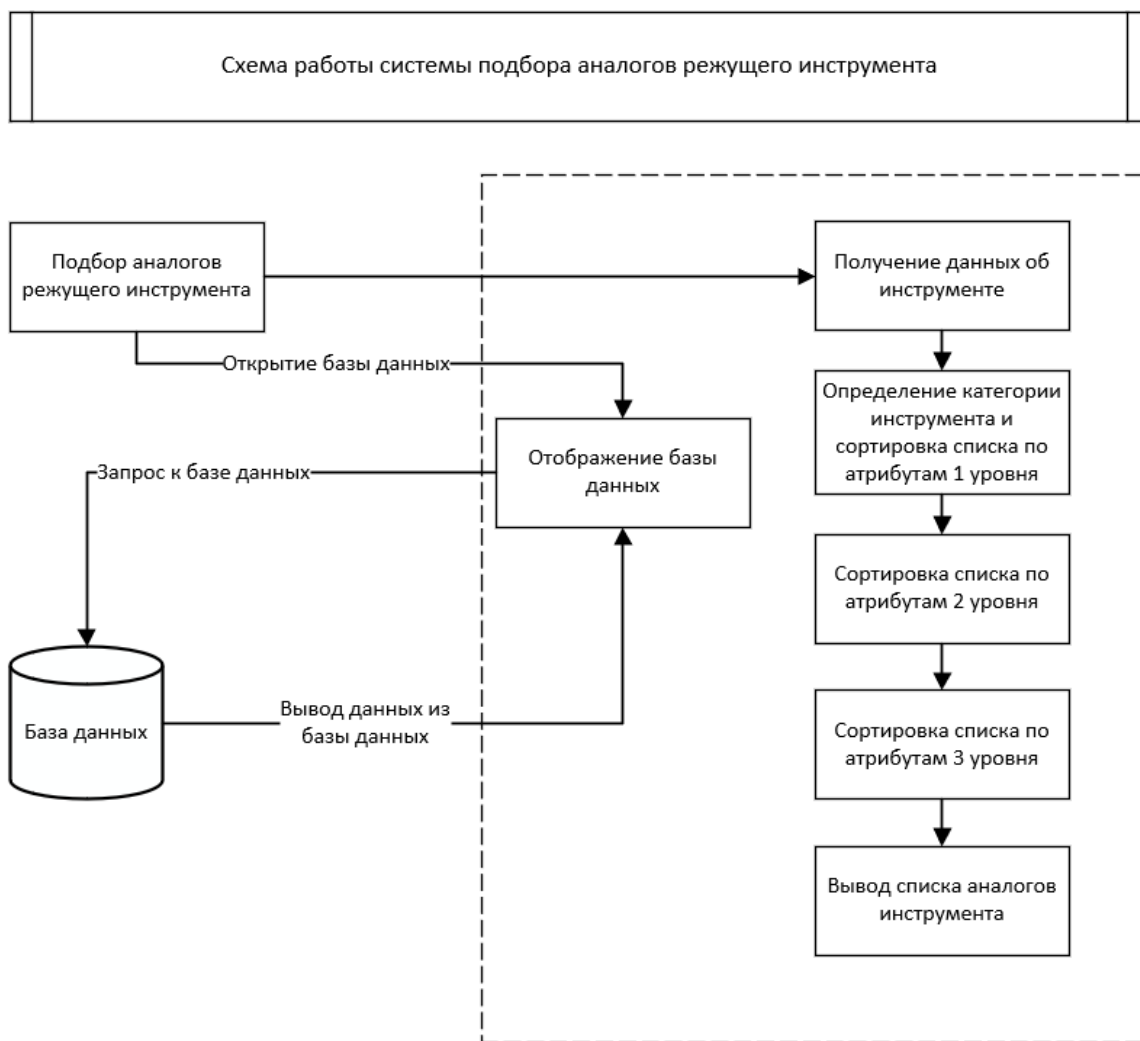 Схема работы системы подбора аналогов режущего инструмента
Подбор аналогов
режущего инструмента
Получение данных об
инструменте
Открытие базы данных
Определение категории
инструмента и
сортировка списка по
атрибутам 1 уровня
Отображение базы
данных
Запрос к базе данных
Сортировка списка по
атрибутам 2 уровня
База данных
Вывод данных из
базы данных
Сортировка списка по
атрибутам 3 уровня
Вывод списка аналогов
инструмента